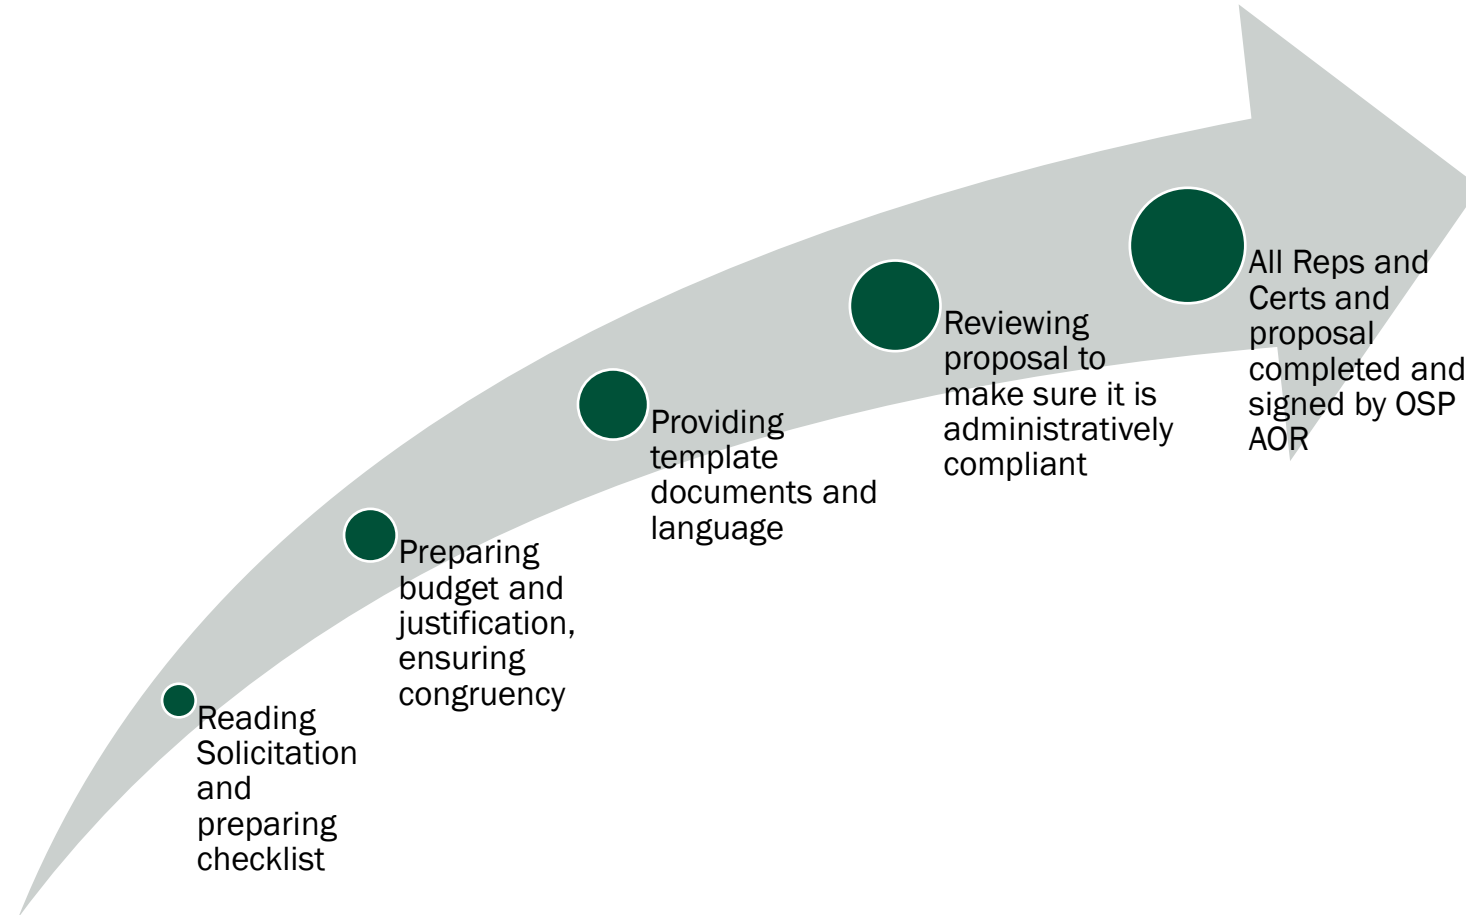 Reading
Solicitation
and
preparing
checklist
Preparing
budget and
justification,
ensuring
congruency
Providing
template
documents and
language
Reviewing
proposal to
make sure it is
administratively
compliant
All Reps and
Certs and
proposal
completed and
signed by OSP
AOR